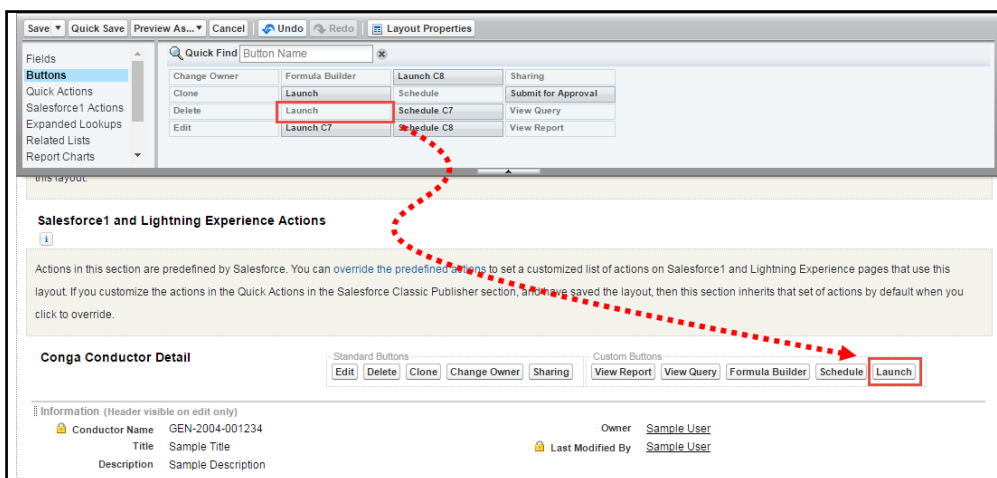 Save ▼ Quick Save Preview As... ▼ Cancel Undo Redo Layout Properties
Fields
Buttons
Quick Actions
Salesforce1 Actions
Expanded Lookups
Related Lists
Report Charts
Quick Find Button Name
Change Owner Formula Builder Launch C8 Sharing
Clone Launch Schedule Submit for Approval
Delete Launch Schedule C7 View Query
Edit Launch C7 Schedule C8 View Report
this layout.
Salesforce1 and Lightning Experience Actions
i
Actions in this section are predefined by Salesforce. You can override the predefined actions to set a customized list of actions on Salesforce1 and Lightning Experience pages that use this
layout. If you customize the actions in the Quick Actions in the Salesforce Classic Publisher section, and have saved the layout, then this section inherits that set of actions by default when you
click to override.
Conga Conductor Detail
Standard Buttons
Edit Delete Clone Change Owner Sharing
Custom Buttons
View Report View Query Formula Builder Schedule Launch
Information (Header visible on edit only)
Conductor Name GEN-2004-001234 Owner Sample User
Title Sample Title Last Modified By Sample User
Description Sample Description